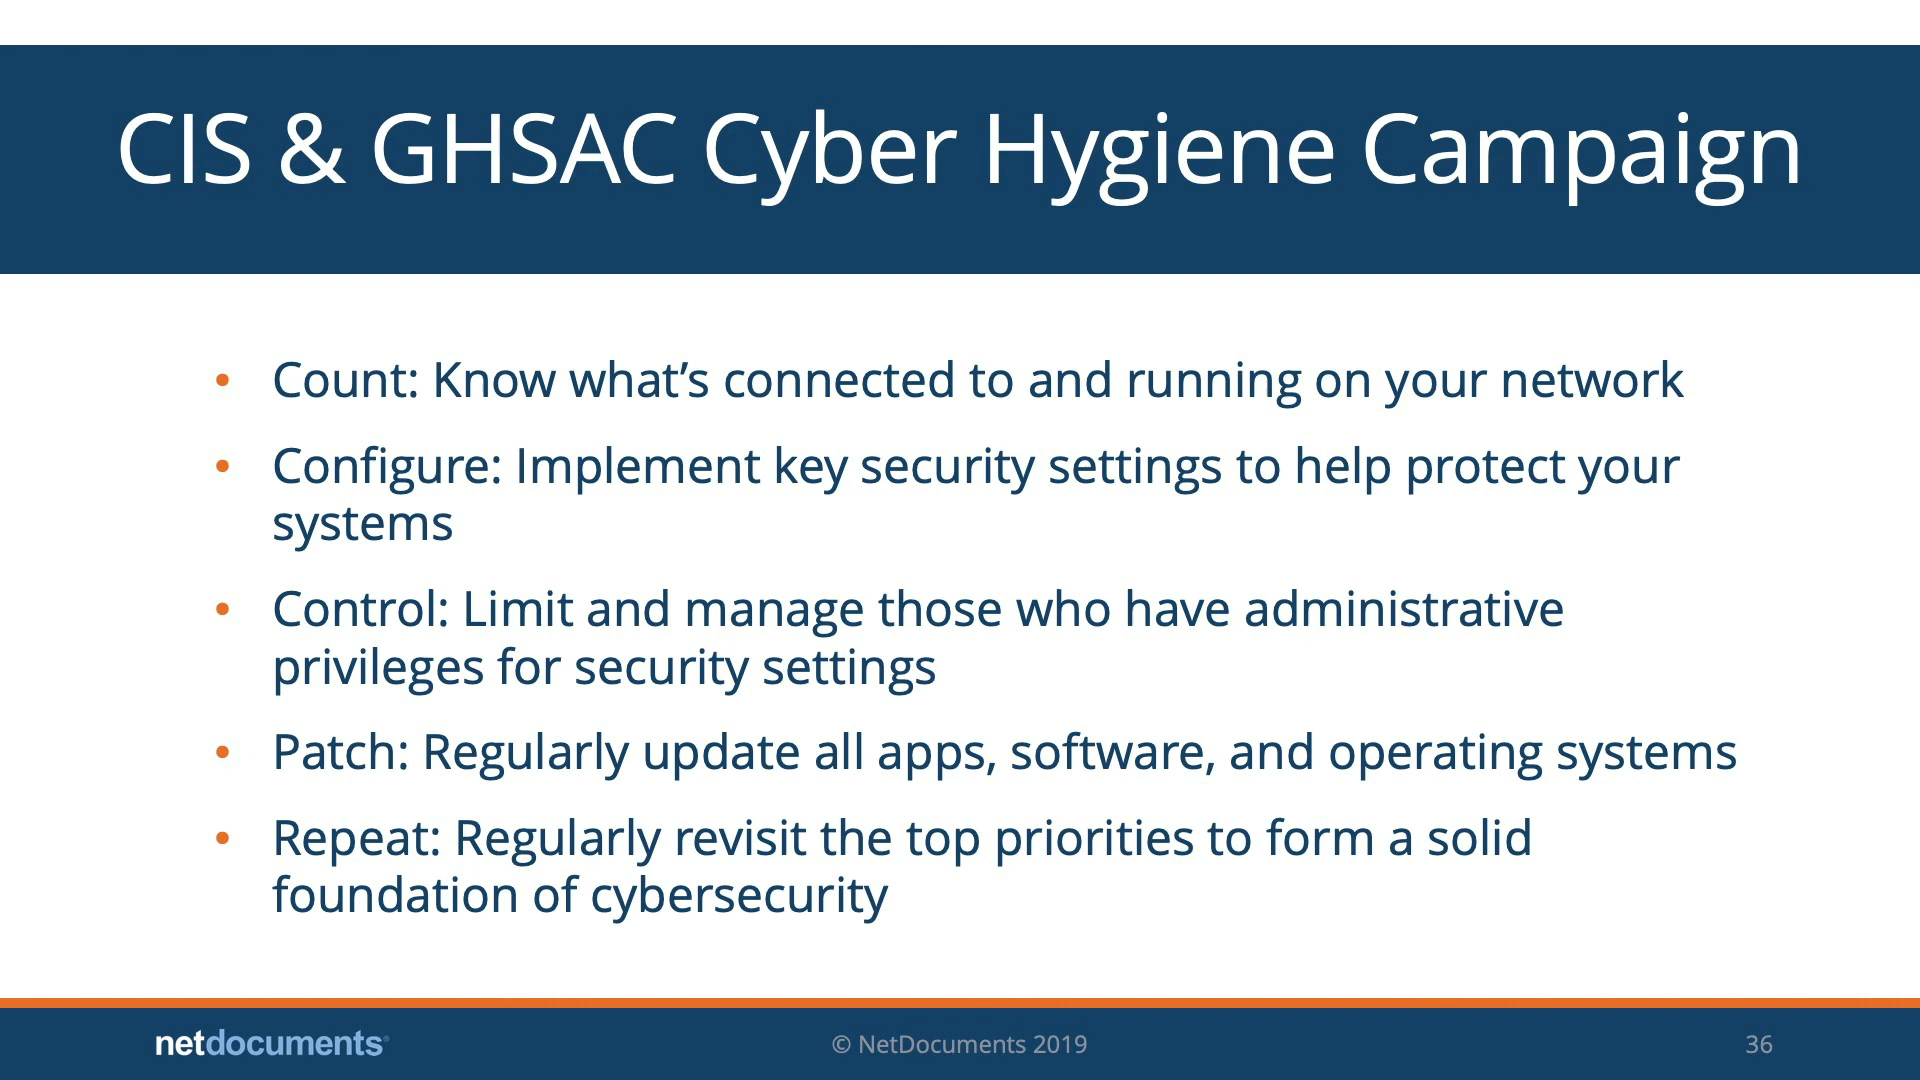 CIS & GHSAC Cyber Hygiene Campaign
• Count: Know what’s connected to and running on your network
• Configure: Implement key security settings to help protect your
systems
• Control: Limit and manage those who have administrative
privileges for security settings
• Patch: Regularly update all apps, software, and operating systems
• Repeat: Regularly revisit the top priorities to form a solid
foundation of cybersecurity
netdocuments®
© NetDocuments 2019
36